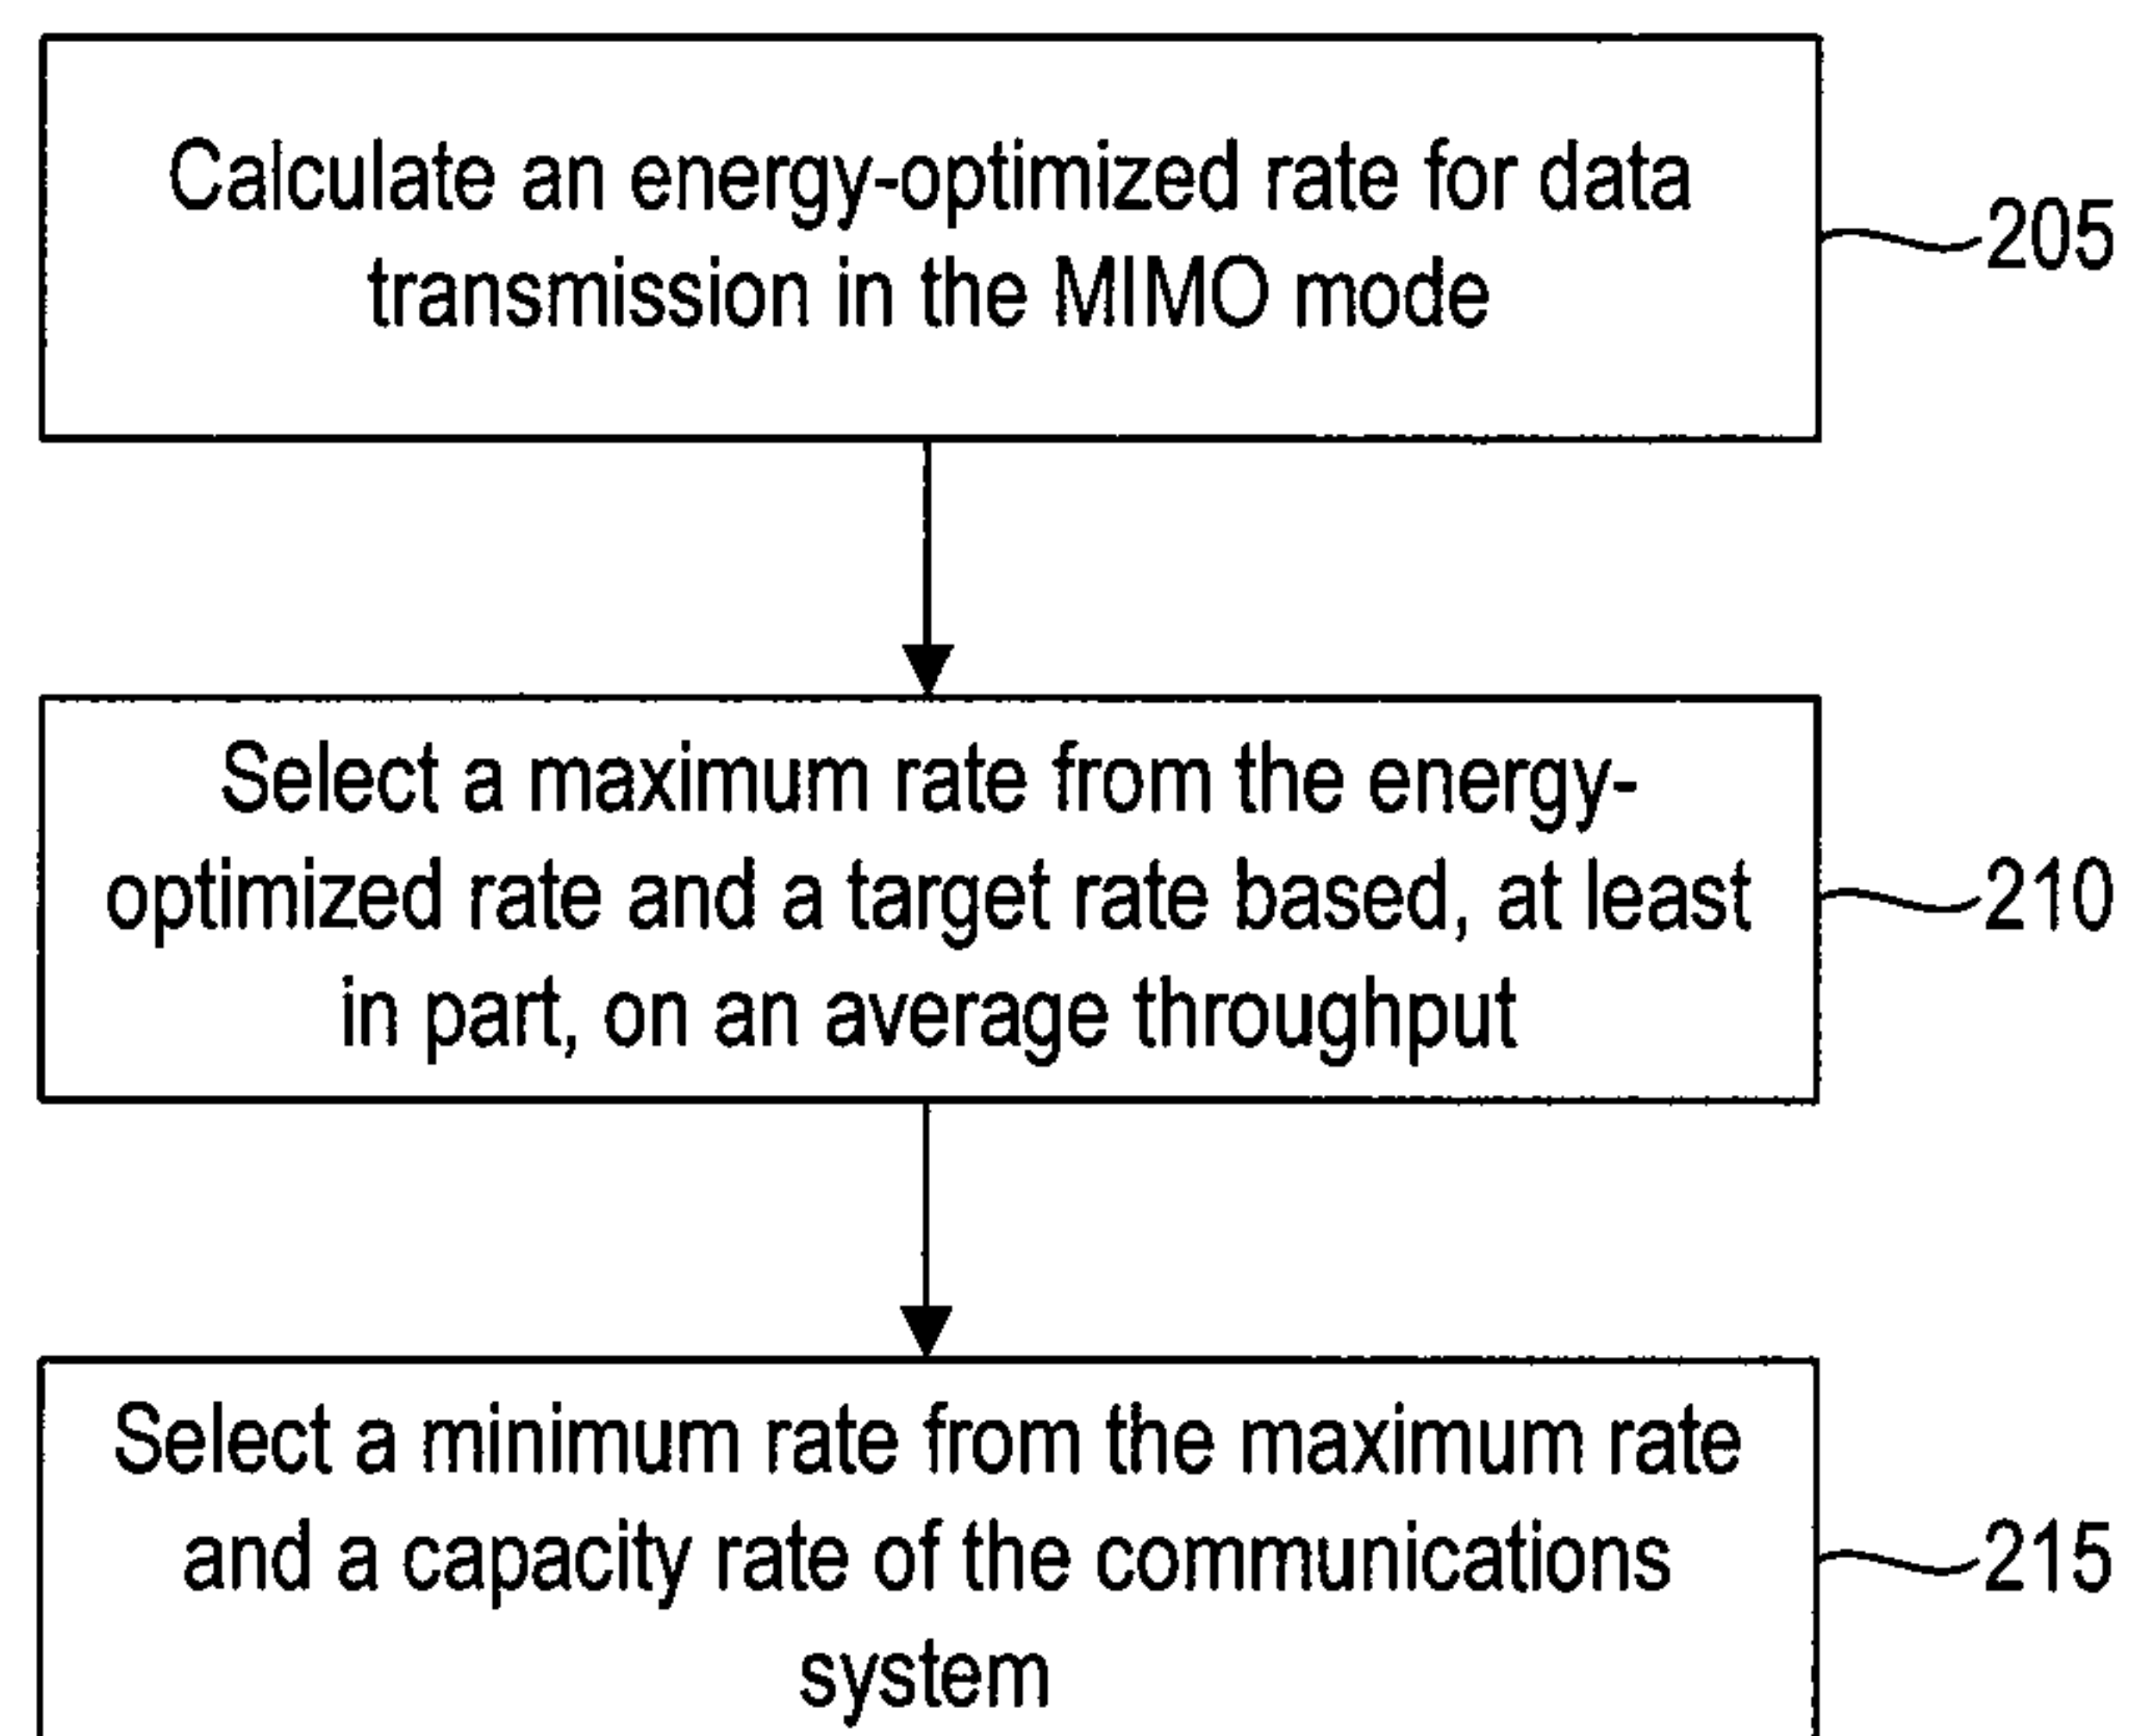 Calculate an energy-optimized rate for data
transmission in the MIMO mode
205
Select a maximum rate from the energy-
optimized rate and a target rate based, at least
in part, on an average throughput
210
Select a minimum rate from the maximum rate
and a capacity rate of the communications
system
215